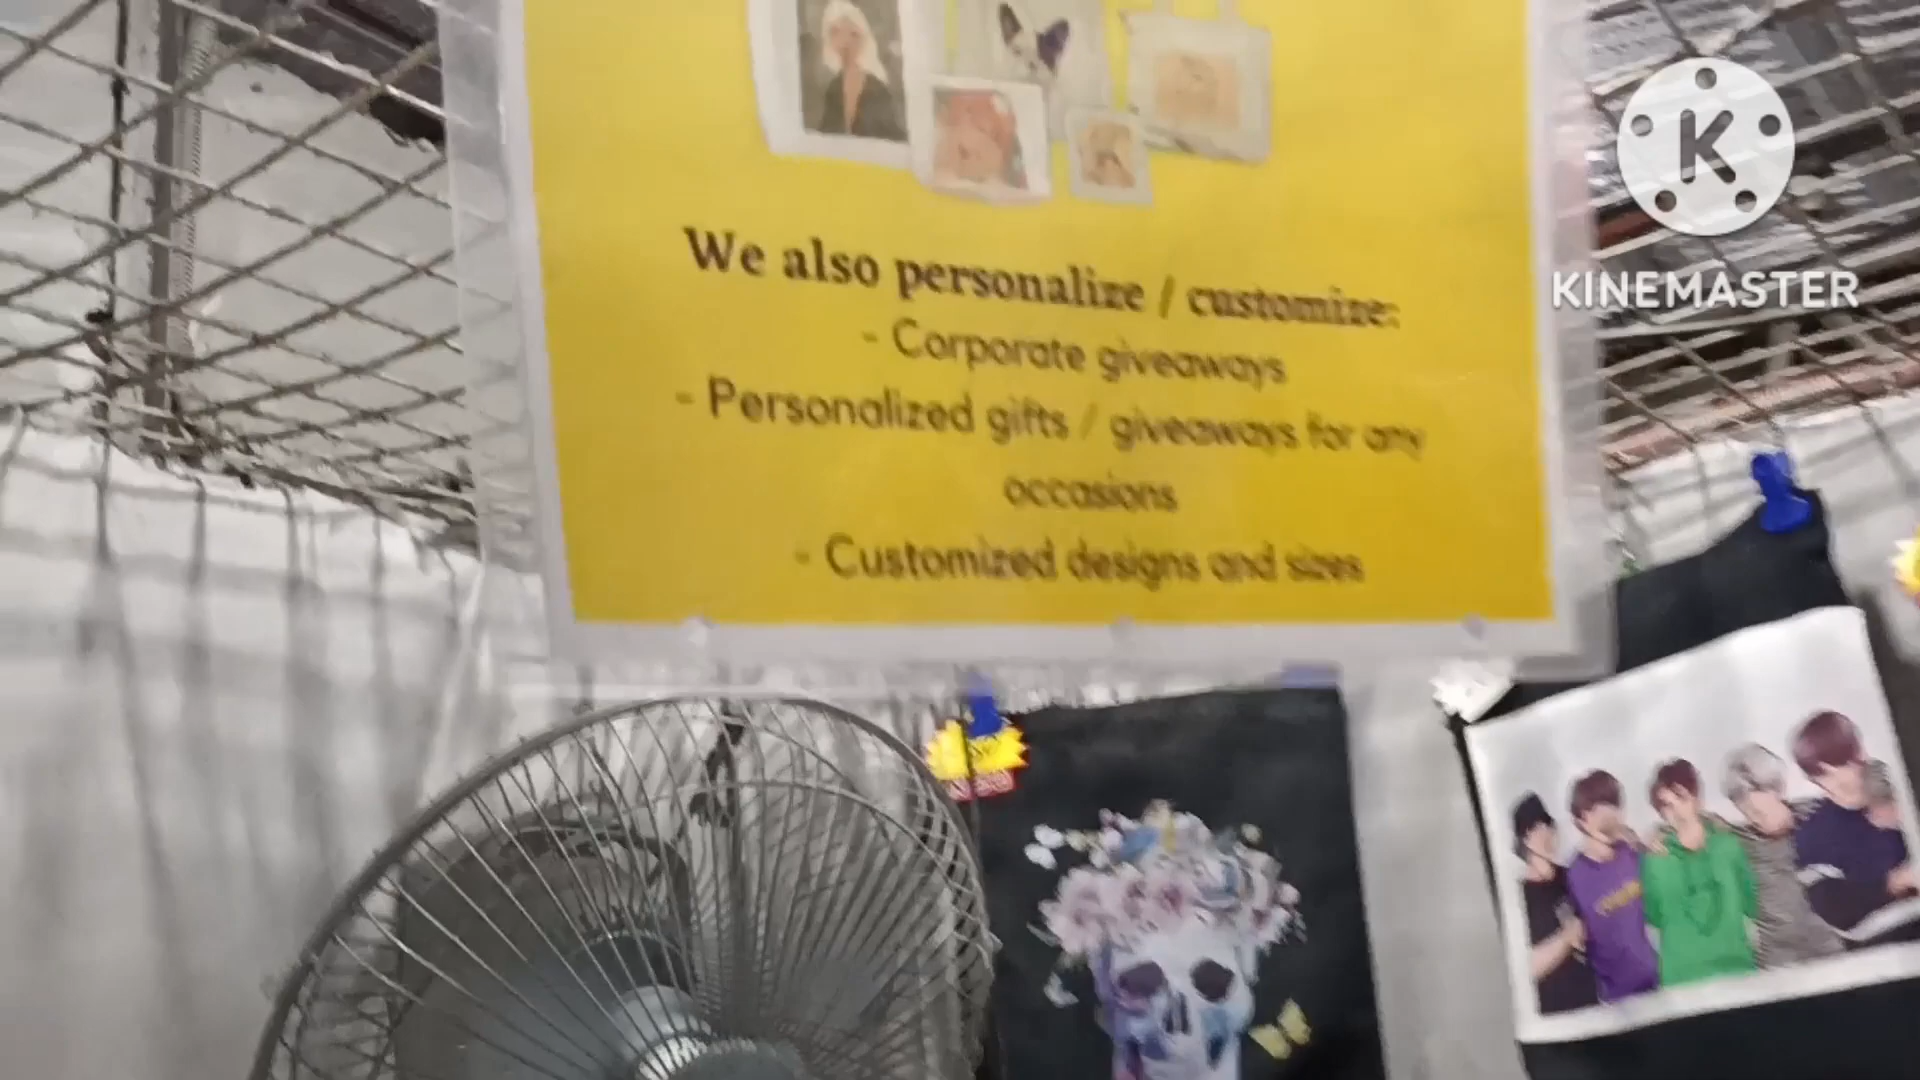 K
KINEMASTER
We also personalize / customize:
- Corporate giveaways
- Personalized gifts / giveaways for any
occasions
- Customized designs and sizes